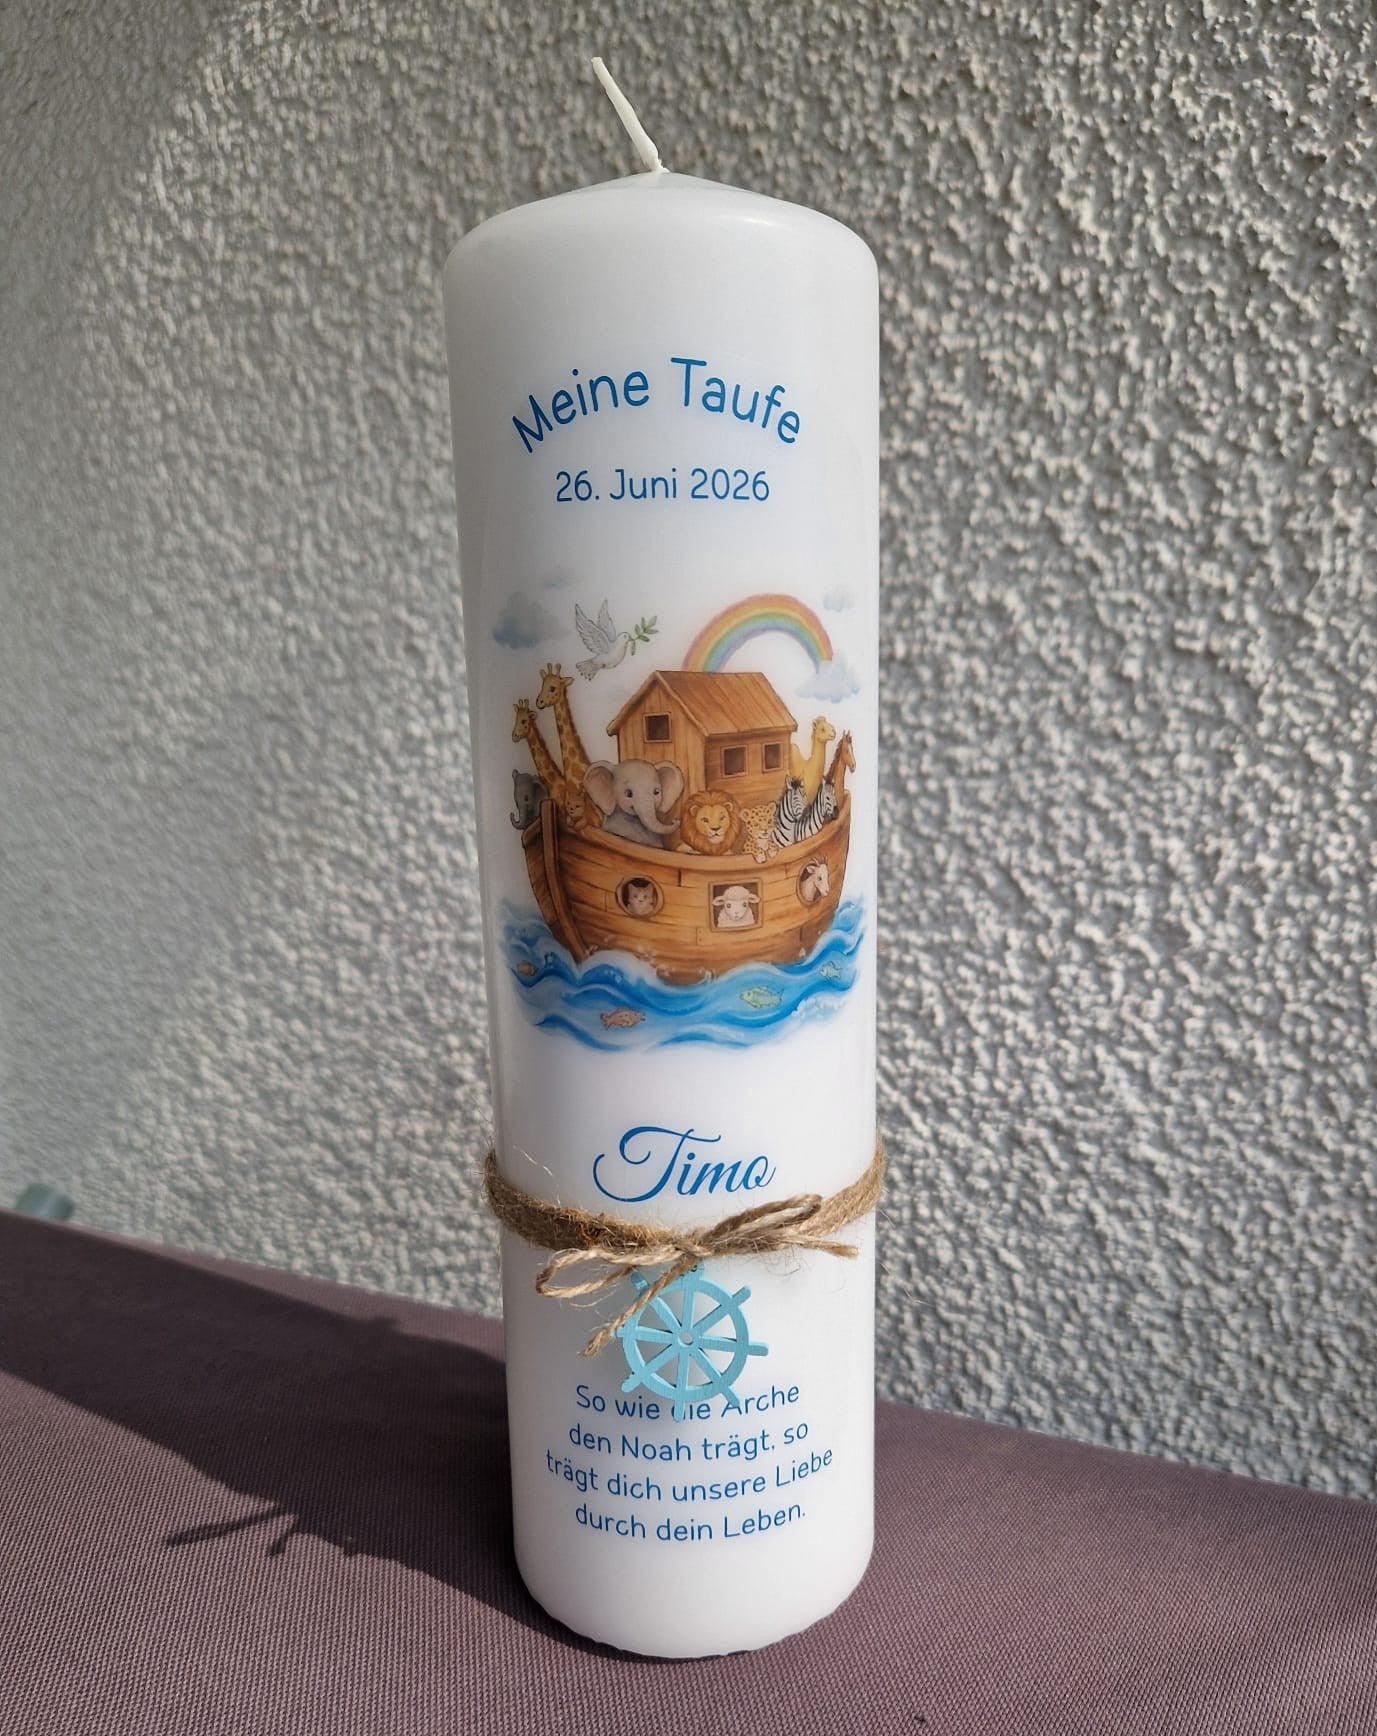 Meine Taufe
26. Juni 2026
Timo
So wie die Arche
den Noah trägt, so
trägt dich unsere Liebe
durch dein Leben.